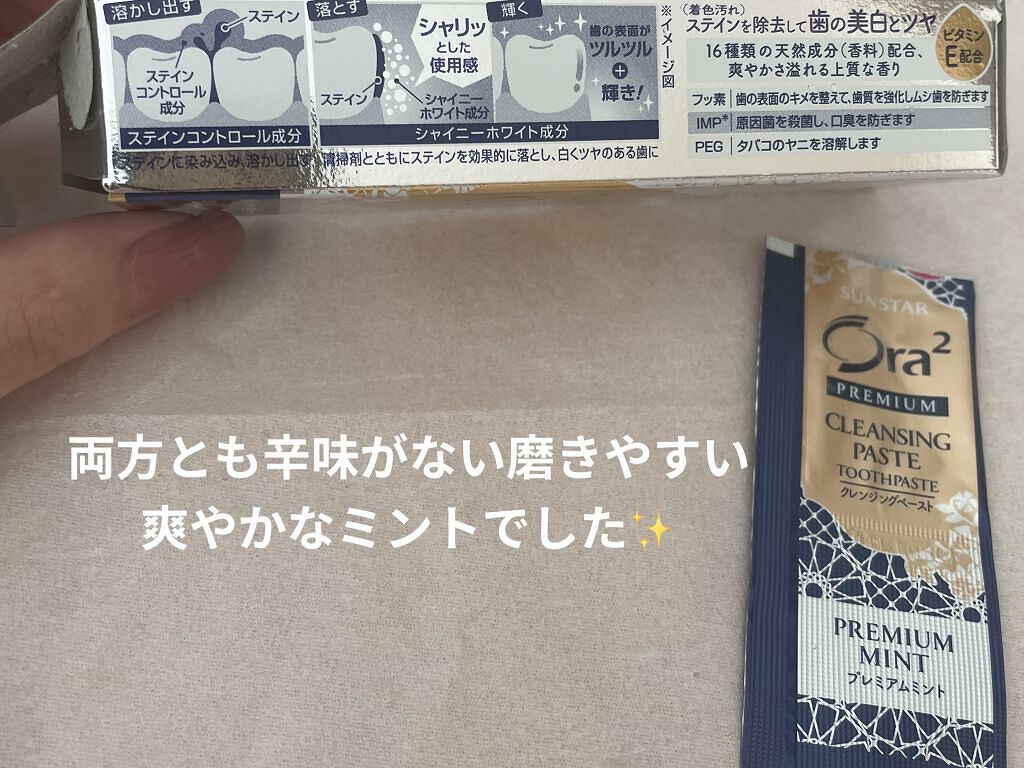 溶かし出す
ステイン
ステイン
コントロール
成分
ステインコントロール成分
ステインに染み込み、溶かし出す
落とす
シャリッ
とした
使用感
ステイン
シャイニー
ホワイト成分
輝く
歯の表面が
ツルツル
+
輝き!
シャイニーホワイト成分
清掃剤とともにステインを効果的に落とし、白くツヤのある歯に
※イメージ図
(着色汚れ)
ステインを除去して歯の美白とツヤ
16種類の天然成分(香料)配合、
爽やかさ溢れる上質な香り
ビタミン
E配合
フッ素 歯の表面のキメを整えて、歯質を強化しムシ歯を防ぎます
IMP* 原因菌を殺菌し、口臭を防ぎます
PEG タバコのヤニを溶解します
両方とも辛味がない磨きやすい
爽やかなミントでした✨
SUNSTAR
Ora²
PREMIUM
CLEANSING
PASTE
TOOTHPASTE
クレンジングペースト
PREMIUM
MINT
プレミアムミント